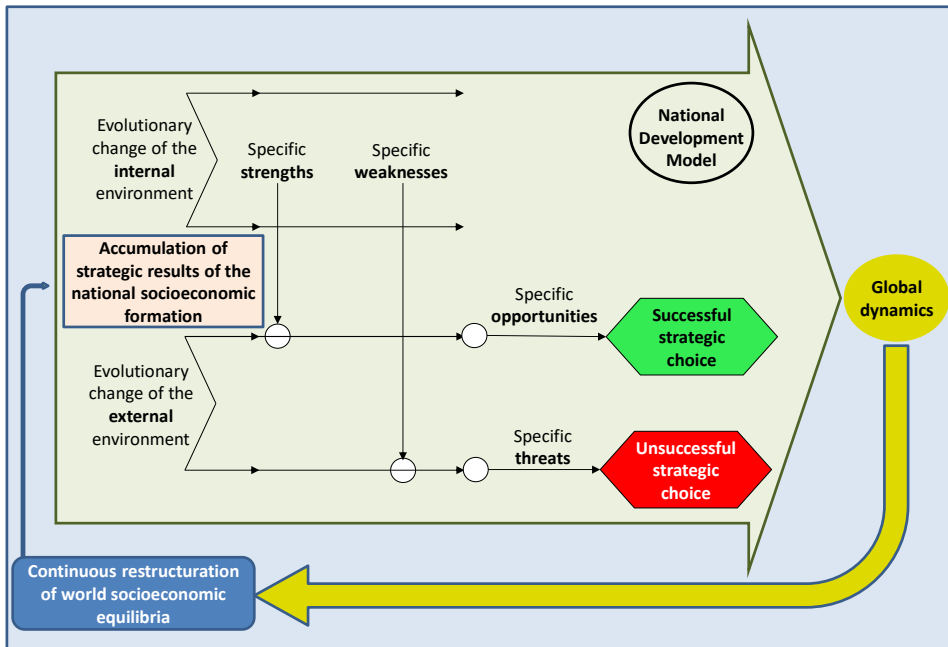 Evolutionary
change of the
internal
environment
Specific
strengths
Specific
weaknesses
National
Development
Model
Accumulation of
strategic results of the
national socioeconomic
formation
Evolutionary
change of the
external
environment
Specific
opportunities
Successful
strategic
choice
Specific
threats
Unsuccessful
strategic
choice
Global
dynamics
Continuous restructuration
of world socioeconomic
equilibria